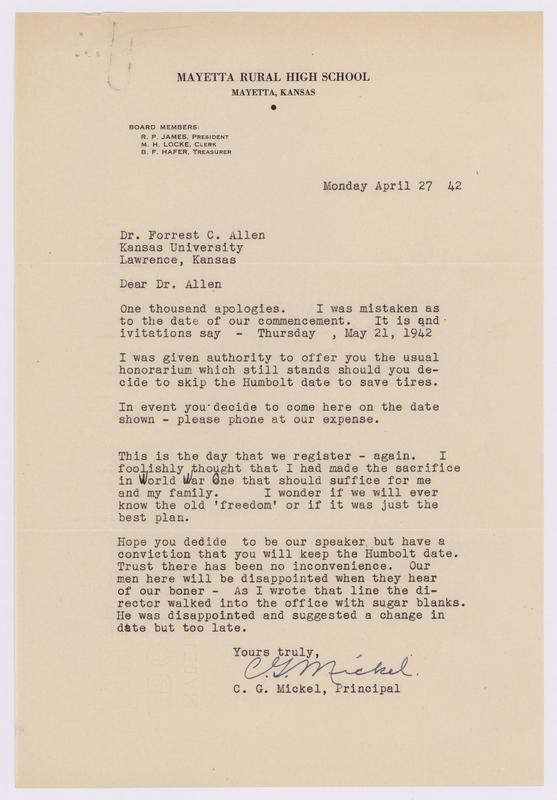 MAYETTA RURAL HIGH SCHOOL
MAYETTA, KANSAS
BOARD MEMBERS:
R. P. JAMES, PRESIDENT
M. H. LOCKE, CLERK
B. F. HAFER, TREASURER
Monday April 27 42
Dr. Forrest C. Allen
Kansas University
Lawrence, Kansas
Dear Dr. Allen
One thousand apologies. I was mistaken as
to the date of our commencement. It is and
ivitations say - Thursday , May 21, 1942
I was given authority to offer you the usual
honorarium which still stands should you de-
cide to skip the Humbolt date to save tires.
In event you decide to come here on the date
shown - please phone at our expense.
This is the day that we register - again. I
foolishly thought that I had made the sacrifice
in World War One that should suffice for me
and my family. I wonder if we will ever
know the old 'freedom' or if it was just the
best plan.
Hope you dedide to be our speaker but have a
conviction that you will keep the Humbolt date.
Trust there has been no inconvenience. Our
men here will be disappointed when they hear
of our boner - As I wrote that line the di-
rector walked into the office with sugar blanks.
He was disappointed and suggested a change in
date but too late.
Yours truly,
C. G. Mickel.
C. G. Mickel, Principal